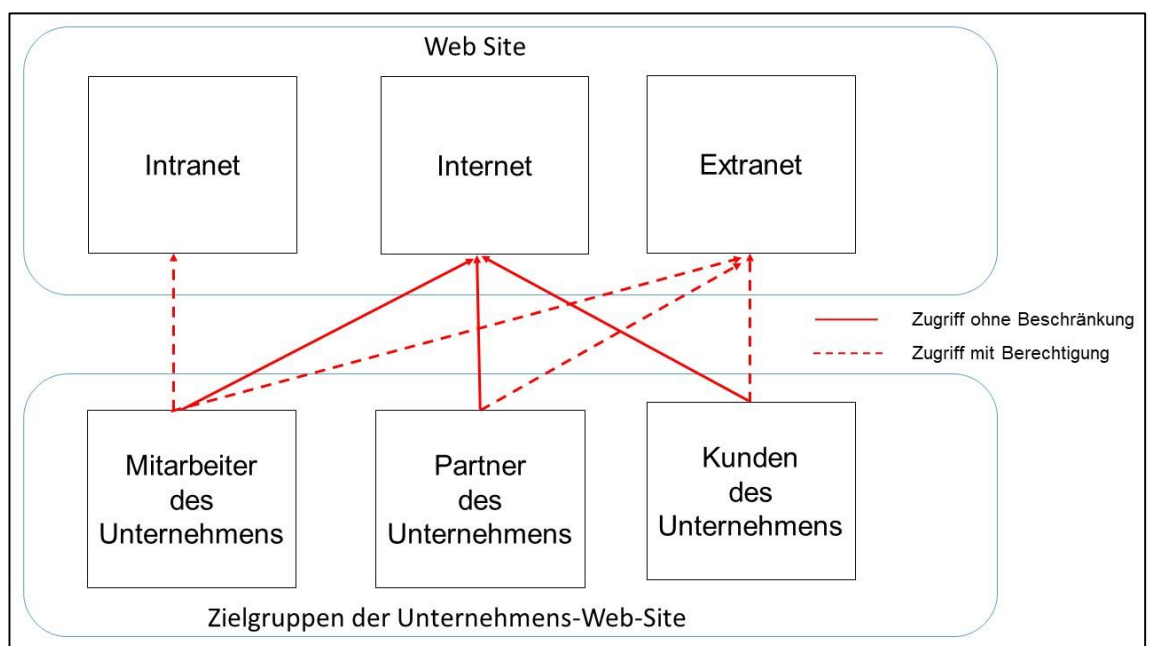 Web Site
Intranet
Internet
Extranet
Zugriff ohne Beschränkung
Zugriff mit Berechtigung
Mitarbeiter
des
Unternehmens
Partner
des
Unternehmens
Kunden
des
Unternehmens
Zielgruppen der Unternehmens-Web-Site